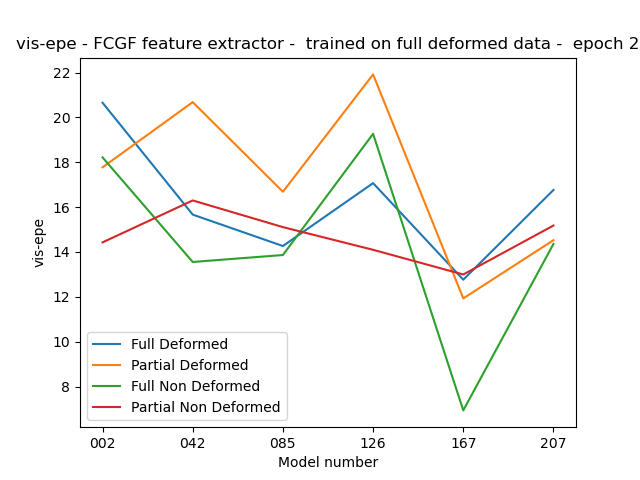 vis-epe - FCGF feature extractor -  trained on full deformed data -  epoch 2
22
20
18
16
14
12
10
8
vis-epe
Full Deformed
Partial Deformed
Full Non Deformed
Partial Non Deformed
002 042 085 126 167 207
Model number